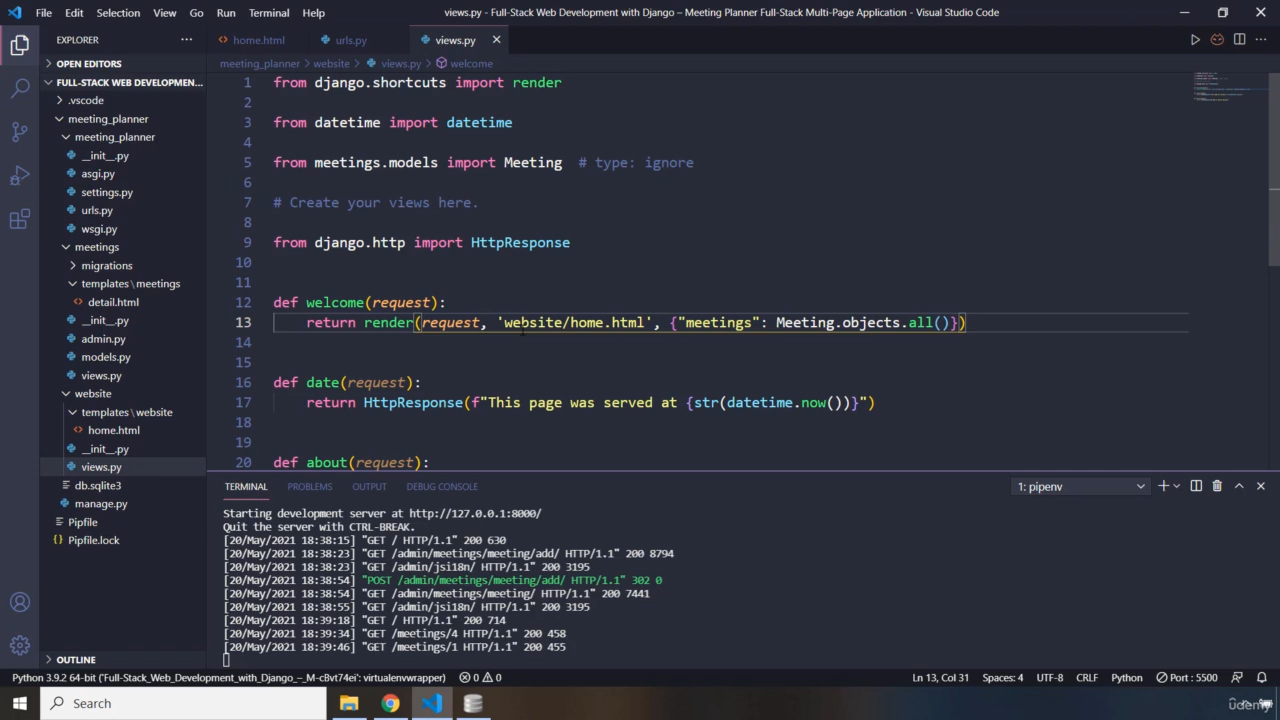 File Edit Selection View Go Run Terminal Help
views.py - Full-Stack Web Development with Django – Meeting Planner Full-Stack Multi-Page Application - Visual Studio Code
EXPLORER
home.html urls.py views.py
OPEN EDITORS
meeting_planner > website > views.py > welcome
FULL-STACK WEB DEVELOPMEN...
.vscode
meeting_planner
meeting_planner
__init__.py
asgi.py
settings.py
urls.py
wsgi.py
meetings
migrations
templates \ meetings
detail.html
__init__.py
admin.py
models.py
views.py
website
templates \ website
home.html
__init__.py
views.py
db.sqlite3
manage.py
Pipfile
Pipfile.lock
OUTLINE
1 from django.shortcuts import render
2
3 from datetime import datetime
4
5 from meetings.models import Meeting # type: ignore
6
7 # Create your views here.
8
9 from django.http import HttpResponse
10
11
12 def welcome(request):
13 return render(request, 'website/home.html', {"meetings": Meeting.objects.all()})
14
15
16 def date(request):
17 return HttpResponse(f"This page was served at {str(datetime.now())}")
18
19
20 def about(request):
TERMINAL PROBLEMS OUTPUT DEBUG CONSOLE 1: pipenv
Starting development server at http://127.0.0.1:8000/
Quit the server with CTRL-BREAK.
[20/May/2021 18:38:15] "GET / HTTP/1.1" 200 630
[20/May/2021 18:38:23] "GET /admin/meetings/meeting/add/ HTTP/1.1" 200 8794
[20/May/2021 18:38:23] "GET /admin/jsi18n/ HTTP/1.1" 200 3195
[20/May/2021 18:38:54] "POST /admin/meetings/meeting/add/ HTTP/1.1" 302 0
[20/May/2021 18:38:54] "GET /admin/meetings/meeting/ HTTP/1.1" 200 7441
[20/May/2021 18:38:55] "GET /admin/jsi18n/ HTTP/1.1" 200 3195
[20/May/2021 18:39:18] "GET / HTTP/1.1" 200 714
[20/May/2021 18:39:34] "GET /meetings/4 HTTP/1.1" 200 458
[20/May/2021 18:39:46] "GET /meetings/1 HTTP/1.1" 200 455
Python 3.9.2 64-bit ('Full-Stack_Web_Development_with_Django_–_M-cBvt74ei': virtualenvwrapper) 0 0 Ln 13, Col 31 Spaces: 4 UTF-8 CRLF Python Port : 5500
Search
udemy